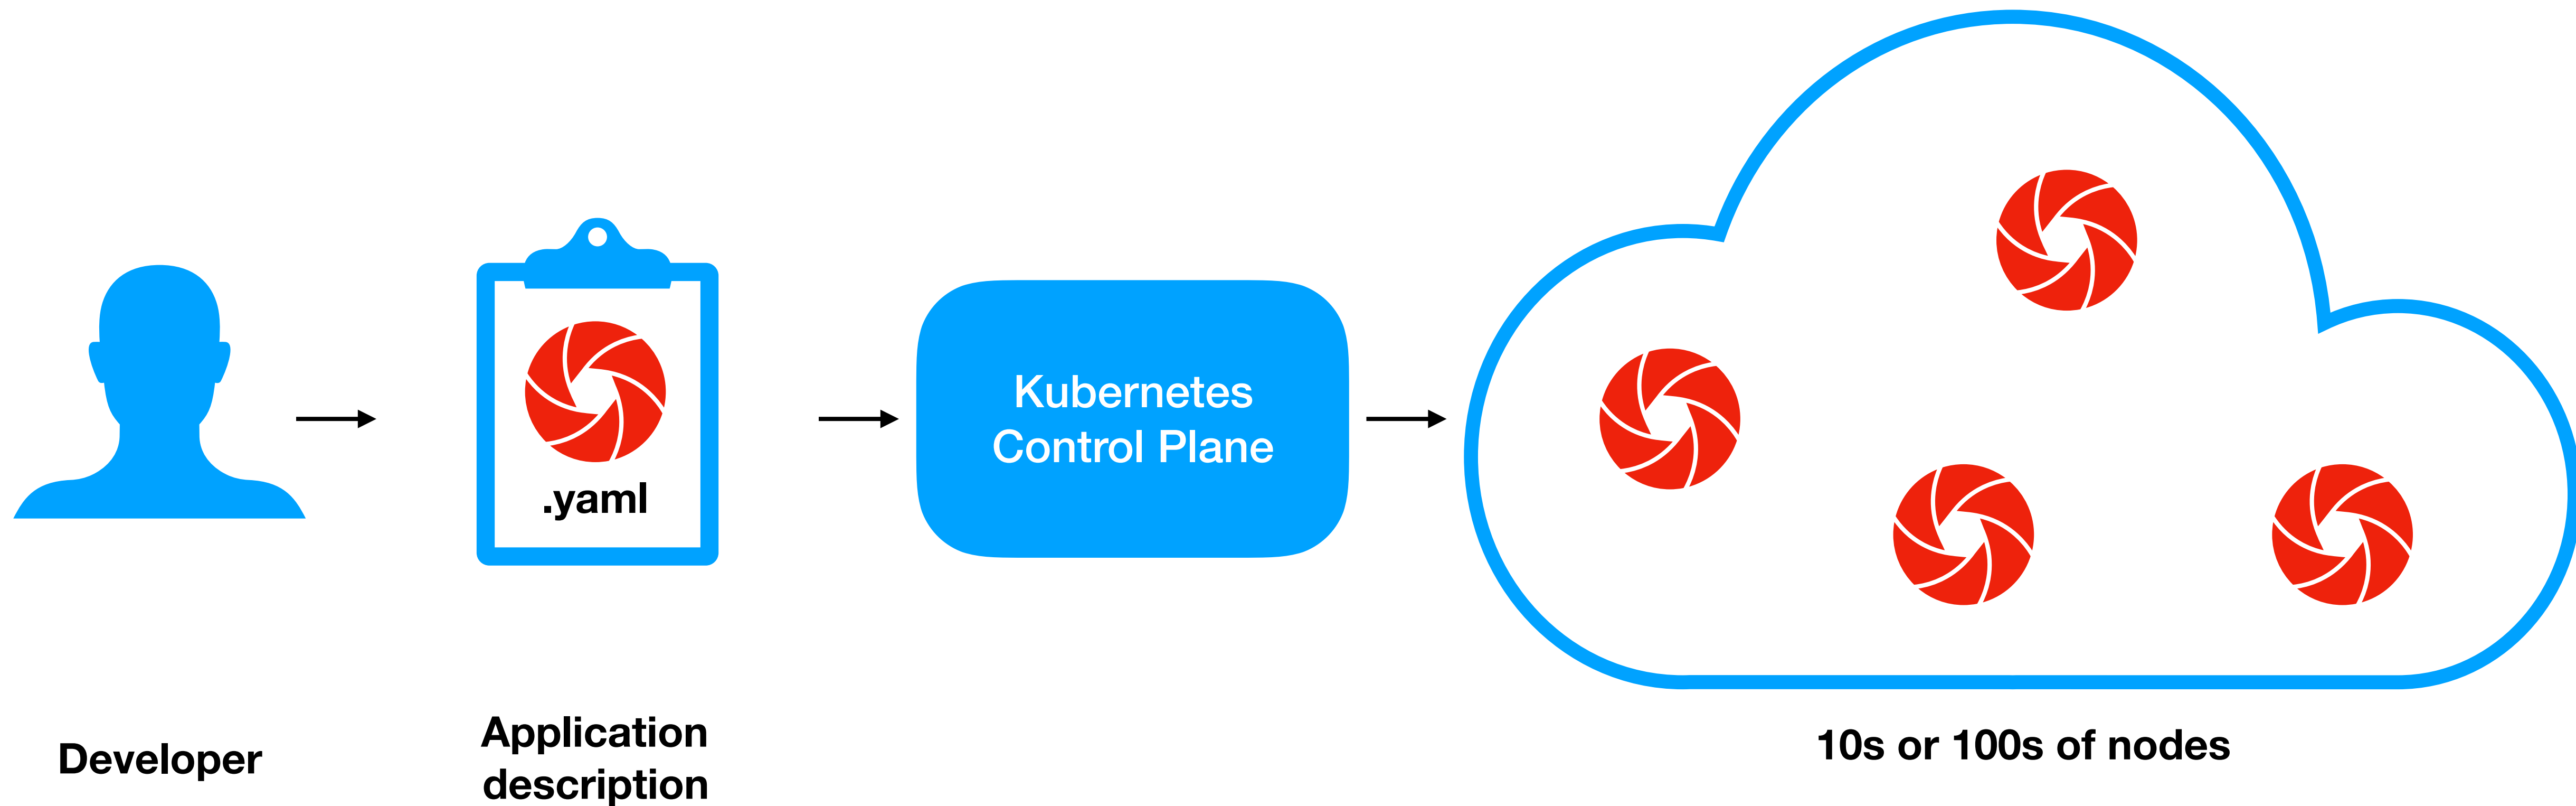 .yaml
Kubernetes
Control Plane
Developer
Application
description
10s or 100s of nodes